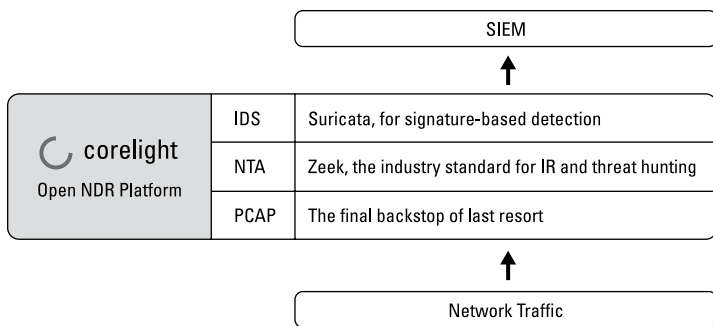 SIEM
corelight
Open NDR Platform
IDS
Suricata, for signature-based detection
NTA
Zeek, the industry standard for IR and threat hunting
PCAP
The final backstop of last resort
Network Traffic